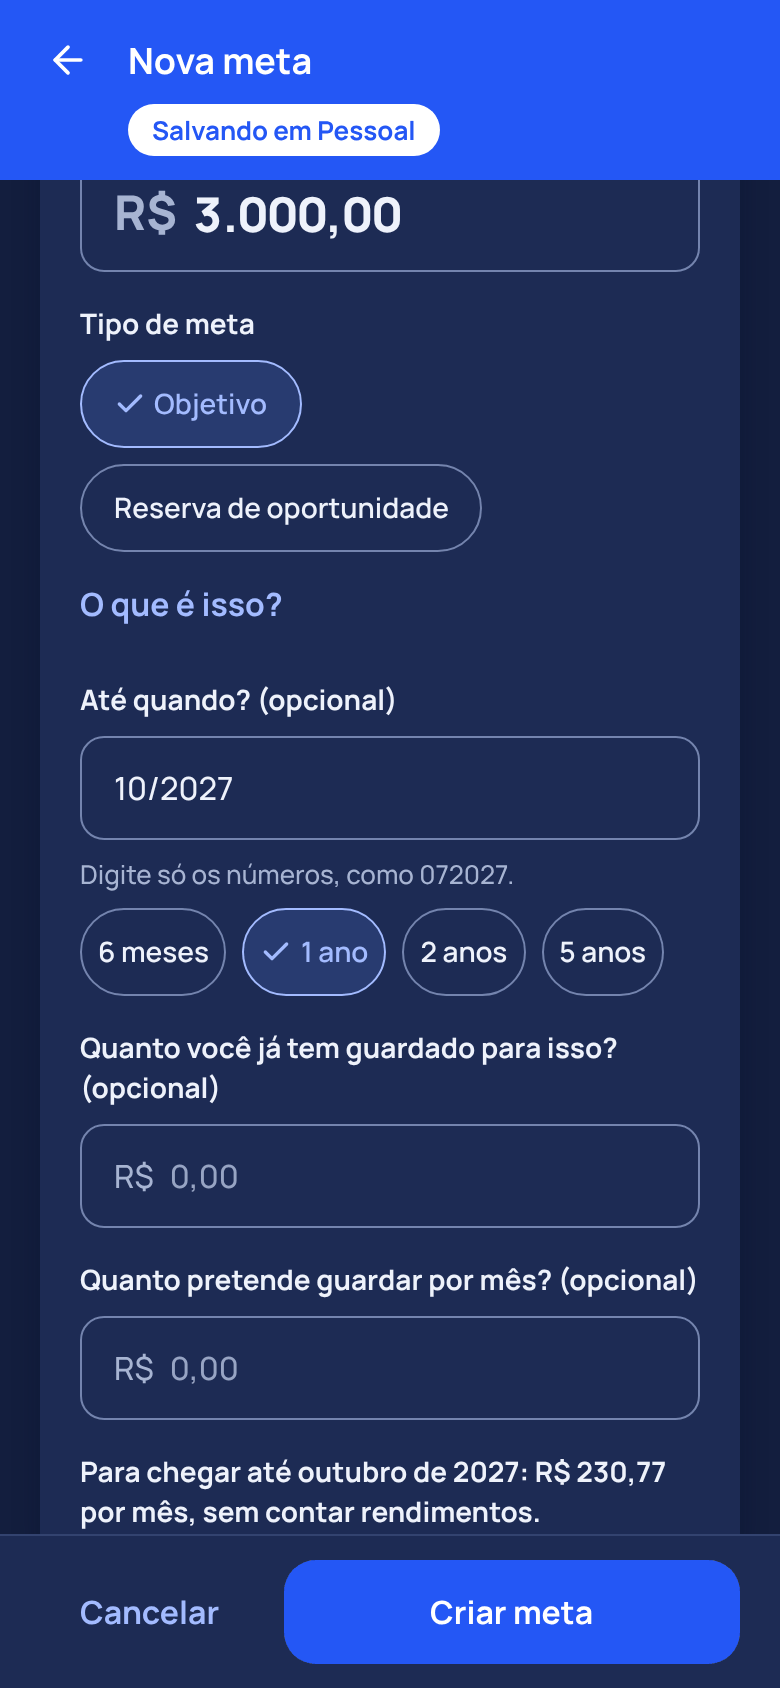 Nova meta
Salvando em Pessoal
R$ 3.000,00
Tipo de meta
Objetivo
Reserva de oportunidade
O que é isso?
Até quando? (opcional)
10/2027
Digite só os números, como 072027.
6 meses 1 ano 2 anos 5 anos
Quanto você já tem guardado para isso?
(opcional)
R$ 0,00
Quanto pretende guardar por mês? (opcional)
R$ 0,00
Para chegar até outubro de 2027: R$ 230,77
por mês, sem contar rendimentos.
Cancelar Criar meta